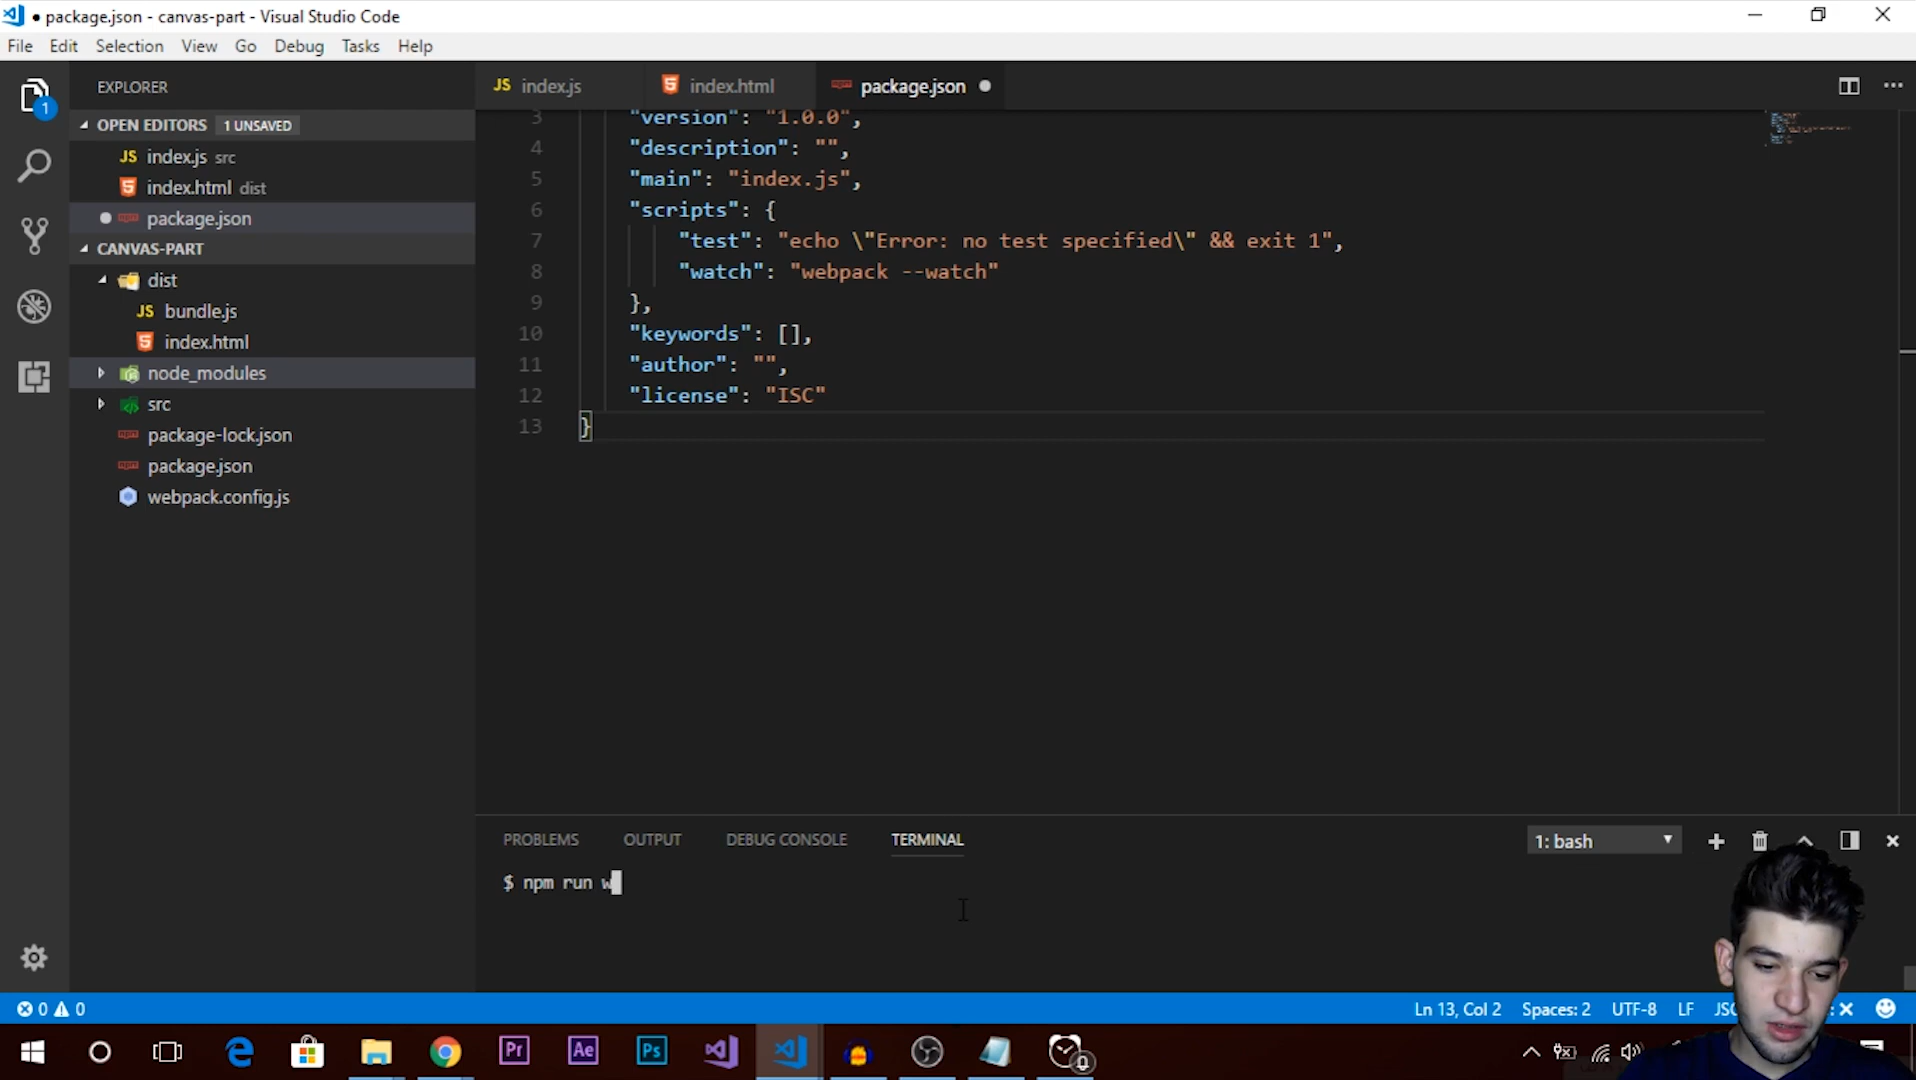 ● package.json - canvas-part - Visual Studio Code
File Edit Selection View Go Debug Tasks Help
EXPLORER
OPEN EDITORS 1 UNSAVED
JS index.js src
index.html dist
package.json
CANVAS-PART
dist
JS bundle.js
index.html
node_modules
src
package-lock.json
package.json
webpack.config.js
1
JS index.js
index.html
package.json
3 "version": "1.0.0",
4 "description": "",
5 "main": "index.js",
6 "scripts": {
7 "test": "echo \"Error: no test specified\" && exit 1",
8 "watch": "webpack --watch"
9 },
10 "keywords": [],
11 "author": "",
12 "license": "ISC"
13 }
PROBLEMS OUTPUT DEBUG CONSOLE TERMINAL
1: bash
$ npm run w
0 0
Ln 13, Col 2 Spaces: 2 UTF-8 LF
Pr Ae Ps